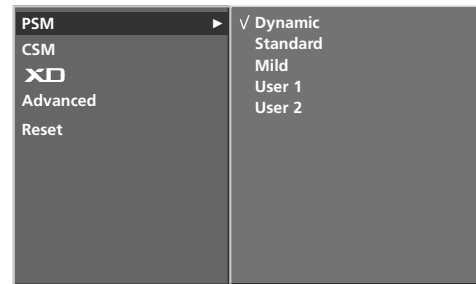 PSM ▶
CSM
XD
Advanced
Reset
√ Dynamic
Standard
Mild
User 1
User 2